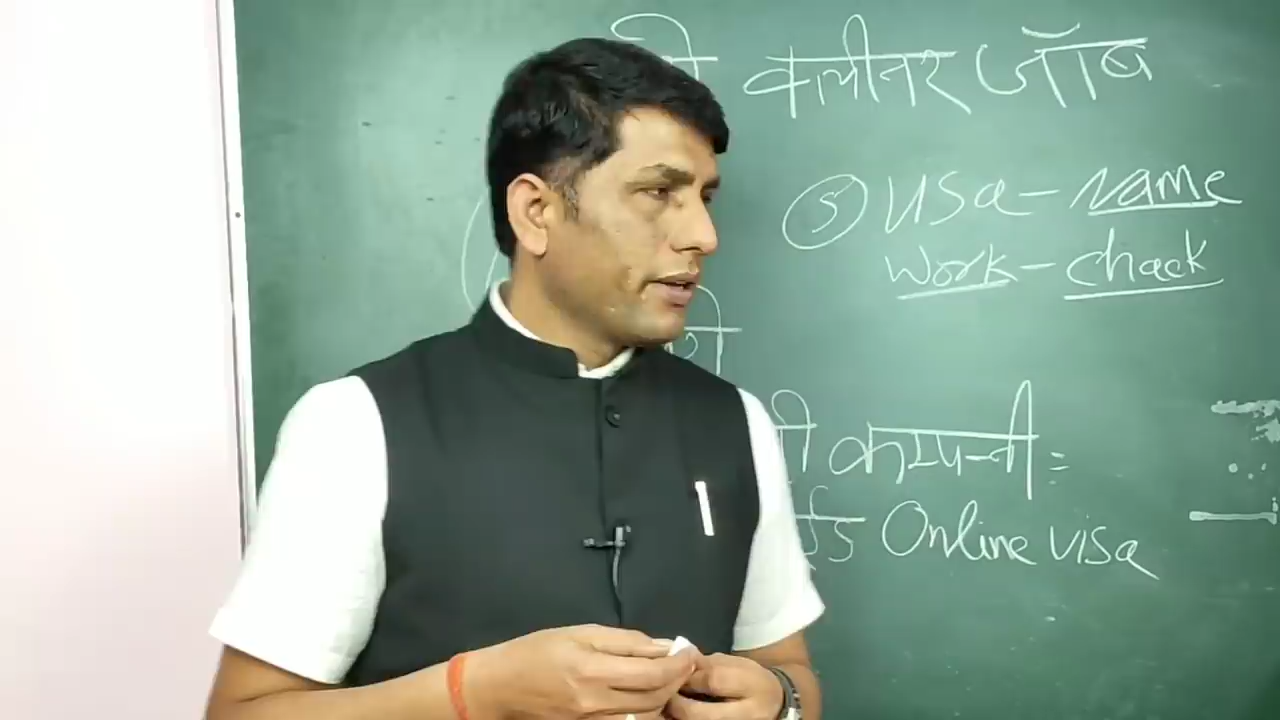 क्लीनर जॉब
⑤ USa - Name
Work - chack
कम्पनी =
Online visa